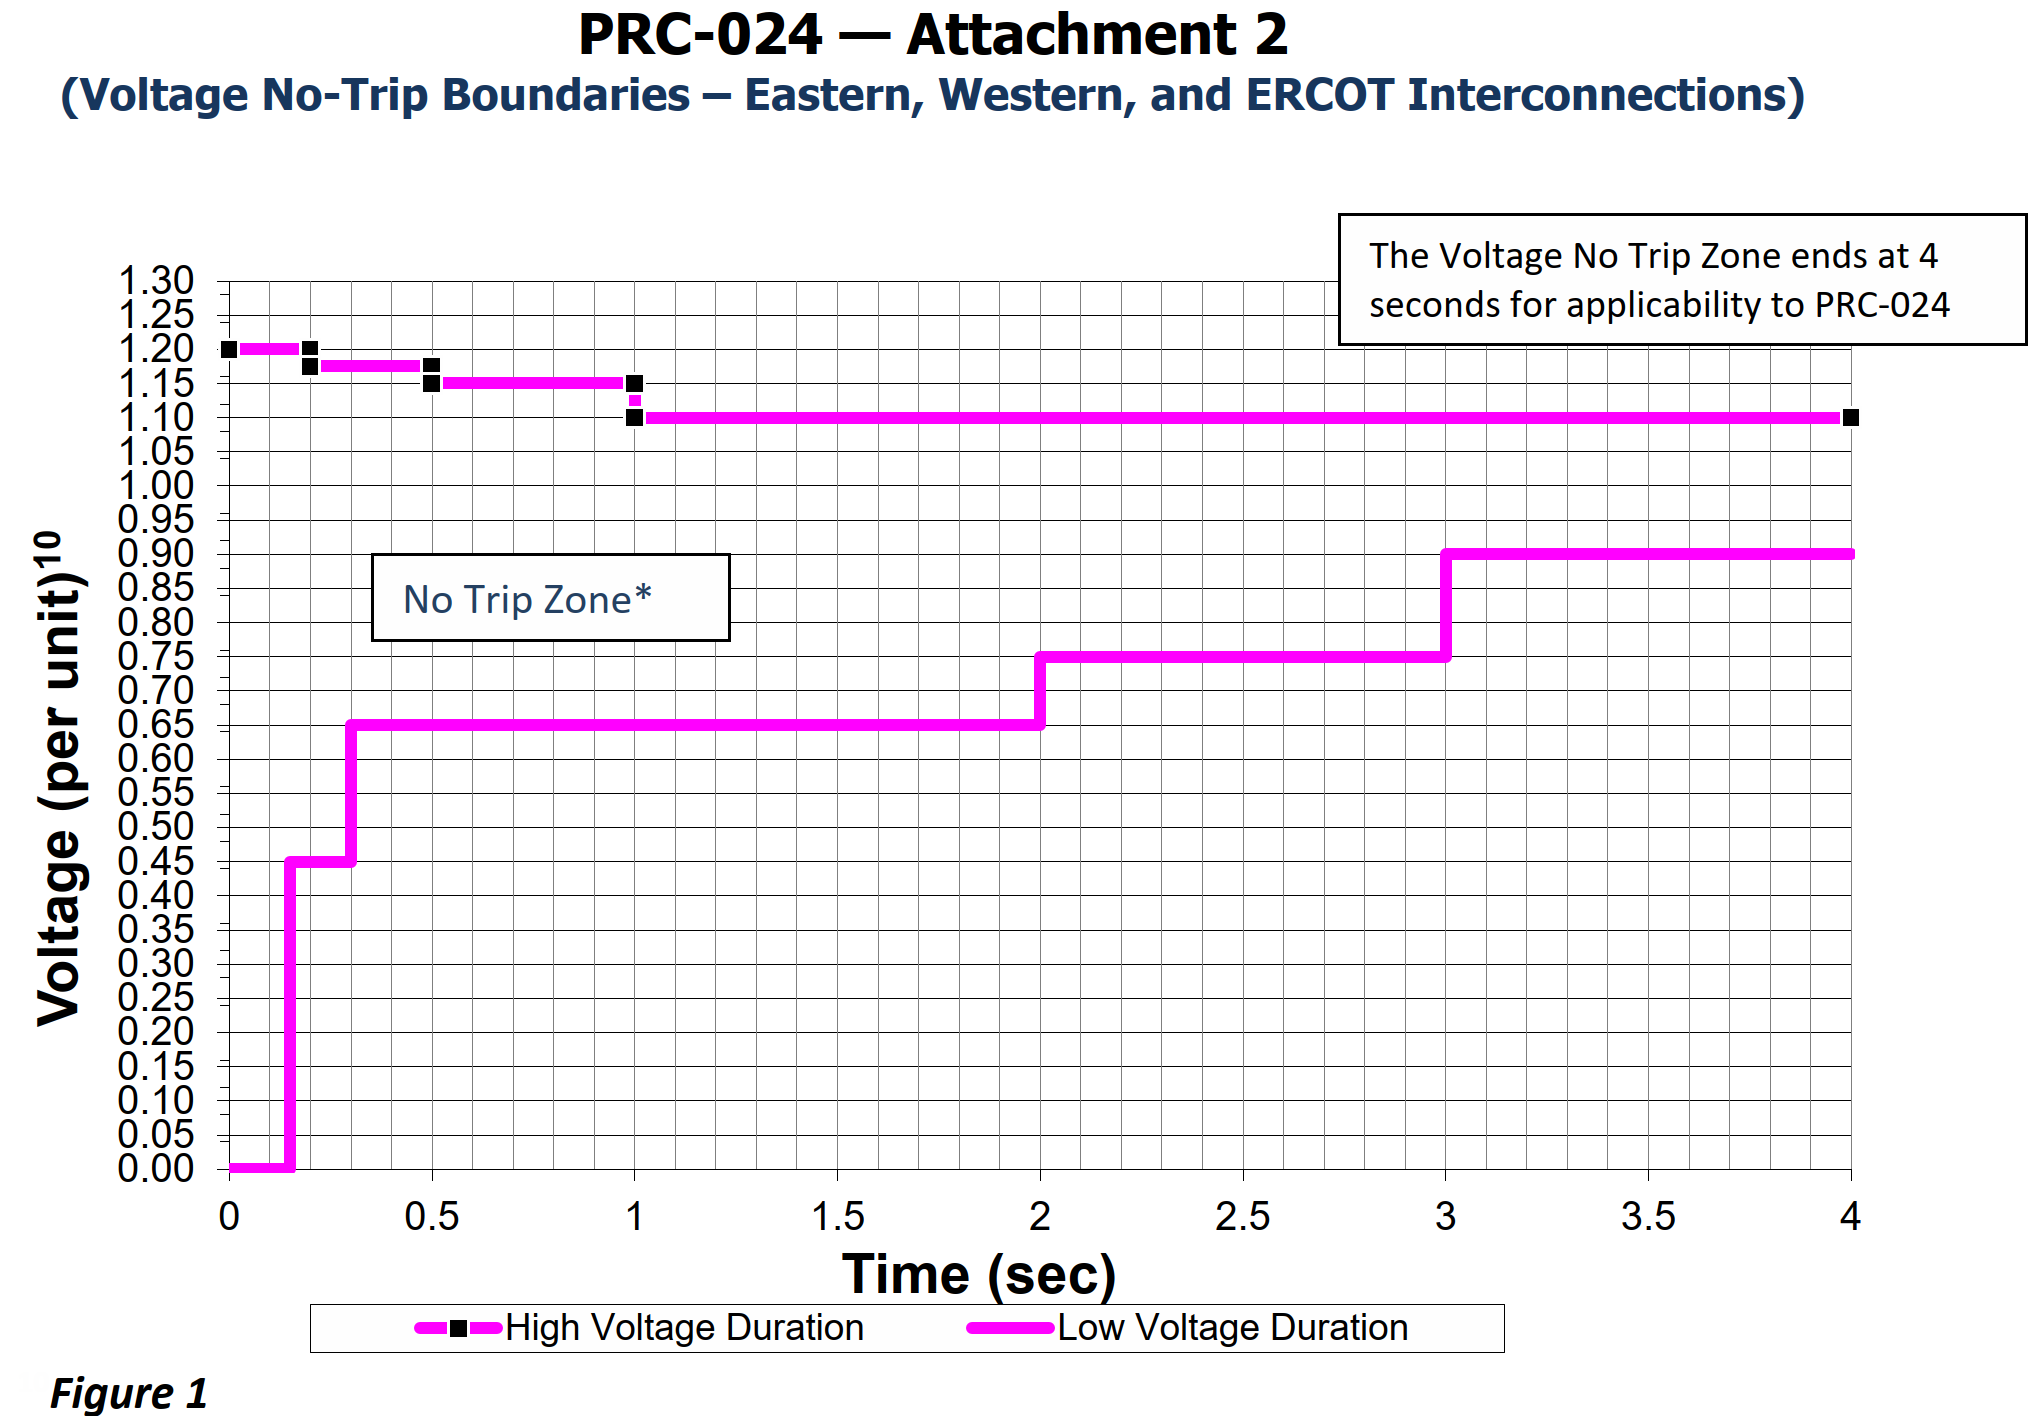 PRC-024 — Attachment 2
(Voltage No-Trip Boundaries – Eastern, Western, and ERCOT Interconnections)
The Voltage No Trip Zone ends at 4
seconds for applicability to PRC-024
1.30
1.25
1.20
1.15
1.10
1.05
1.00
0.95
0.90
0.85
0.80
0.75
0.70
0.65
0.60
0.55
0.50
0.45
0.40
0.35
0.30
0.25
0.20
0.15
0.10
0.05
0.00
Voltage (per unit)¹⁰
No Trip Zone*
0 0.5 1 1.5 2 2.5 3 3.5 4
Time (sec)
High Voltage Duration Low Voltage Duration
Figure 1